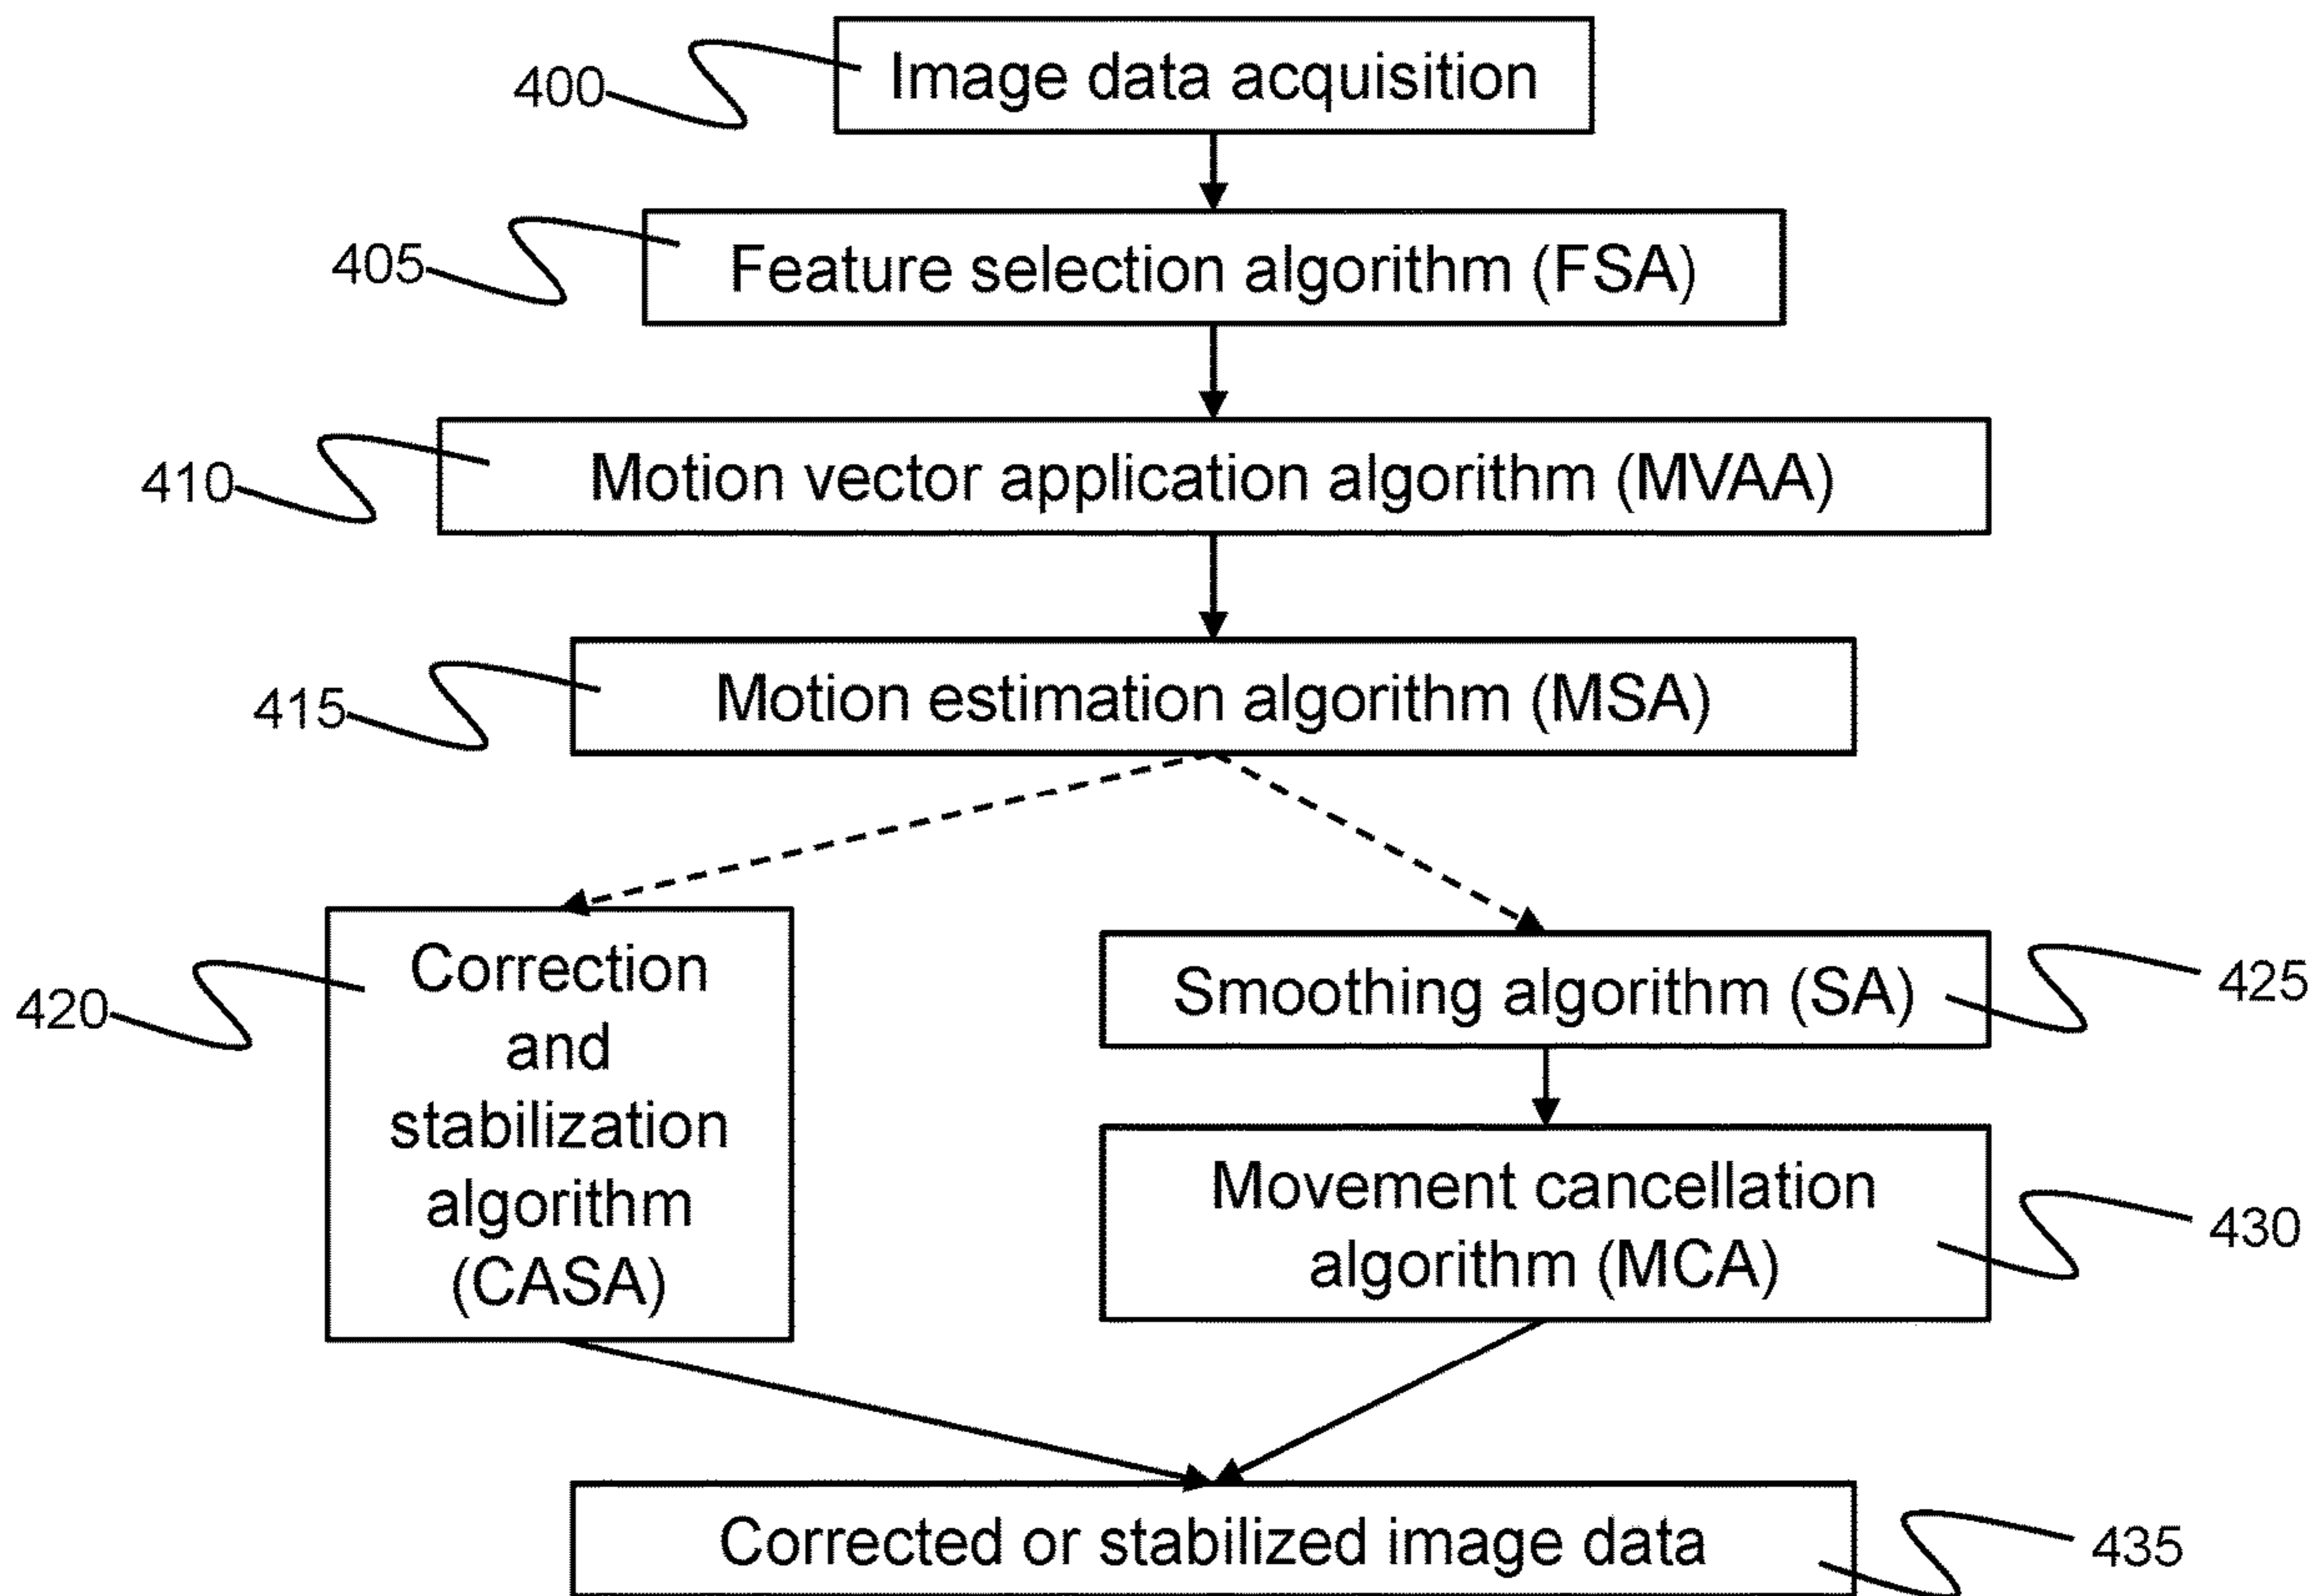 400
Image data acquisition
405
Feature selection algorithm (FSA)
410
Motion vector application algorithm (MVAA)
415
Motion estimation algorithm (MSA)
420
Correction
and
stabilization
algorithm
(CASA)
Smoothing algorithm (SA)
425
Movement cancellation
algorithm (MCA)
430
Corrected or stabilized image data
435